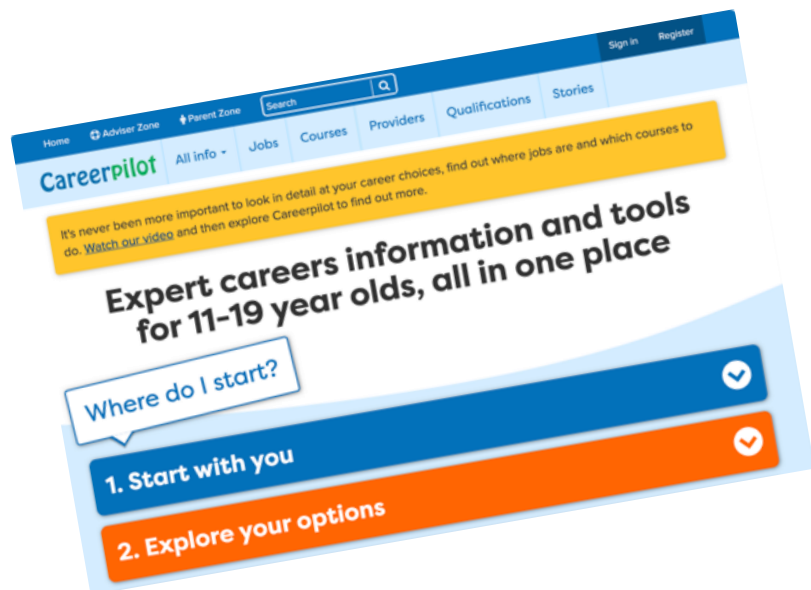 Sign in Register
Home Adviser Zone Parent Zone Search
Careerpilot All info Jobs Courses Providers Qualifications Stories
It's never been more important to look in detail at your career choices, find out where jobs are and which courses to
do. Watch our video and then explore Careerpilot to find out more.
Expert careers information and tools
for 11-19 year olds, all in one place
Where do I start?
1. Start with you
2. Explore your options